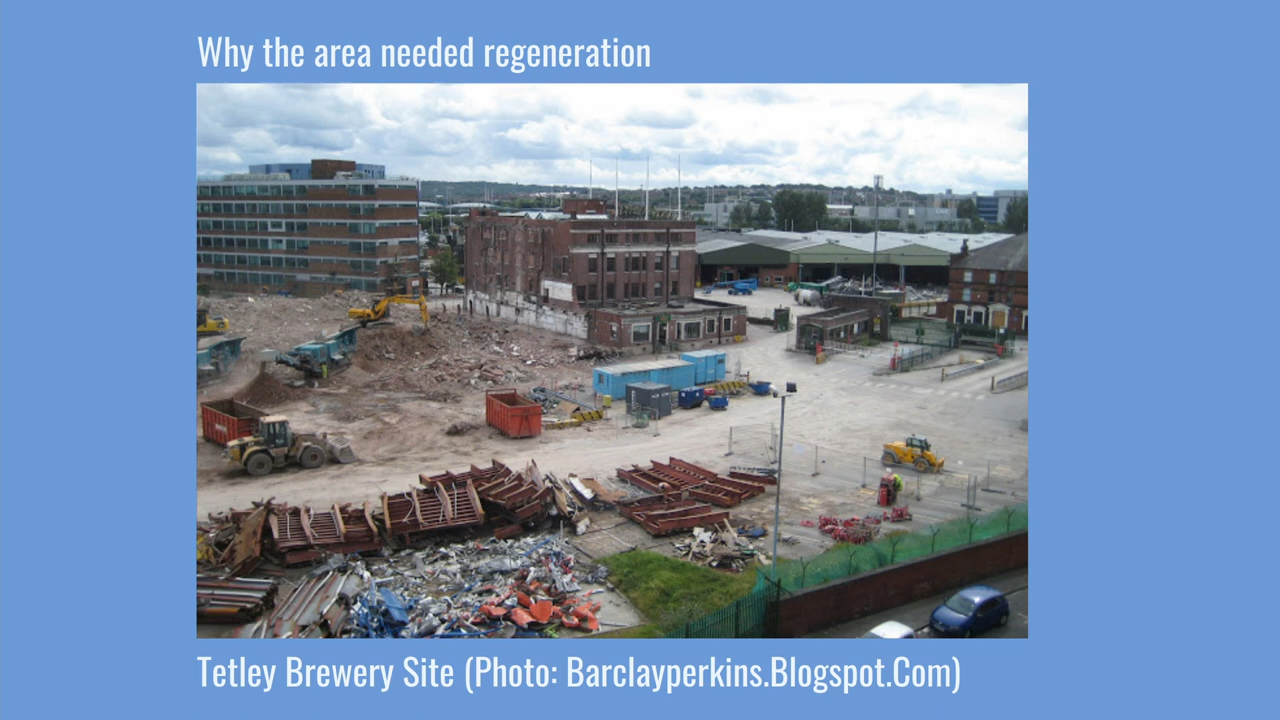 Why the area needed regeneration
Tetley Brewery Site (Photo: Barclayperkins.Blogspot.Com)